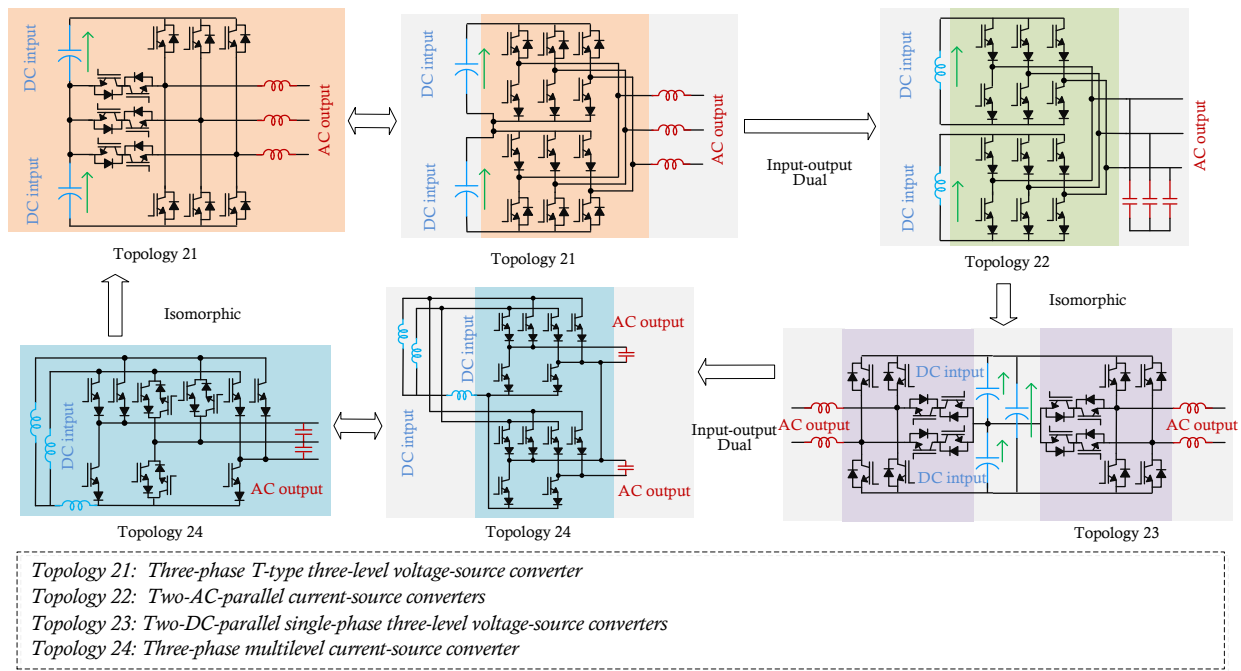 DC intput
DC intput
AC output
Topology 21
DC intput
DC intput
AC output
Topology 21
Input-output
Dual
DC intput
DC intput
AC output
Topology 22
Isomorphic
Isomorphic
DC intput
AC output
Topology 24
DC intput
DC intput
AC output
AC output
Topology 24
Input-output
Dual
AC output
DC intput
DC intput
AC output
Topology 23
Topology 21: Three-phase T-type three-level voltage-source converter
Topology 22: Two-AC-parallel current-source converters
Topology 23: Two-DC-parallel single-phase three-level voltage-source converters
Topology 24: Three-phase multilevel current-source converter